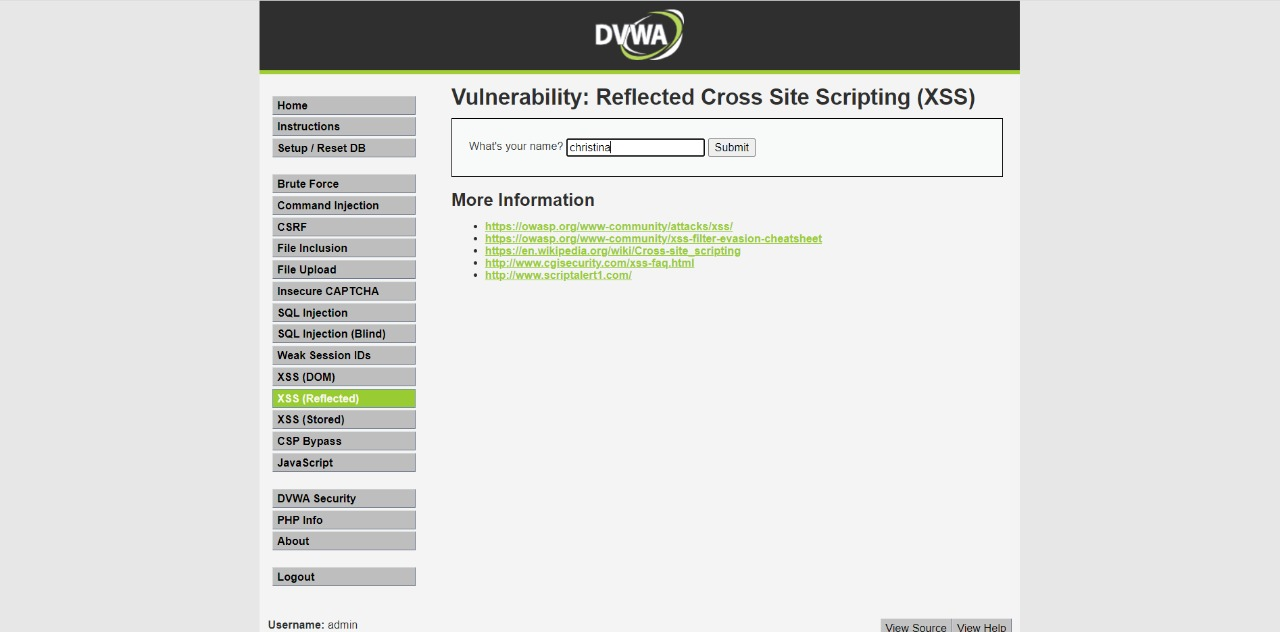 DVWA
Home
Instructions
Setup / Reset DB
Brute Force
Command Injection
CSRF
File Inclusion
File Upload
Insecure CAPTCHA
SQL Injection
SQL Injection (Blind)
Weak Session IDs
XSS (DOM)
XSS (Reflected)
XSS (Stored)
CSP Bypass
JavaScript
DVWA Security
PHP Info
About
Logout
Vulnerability: Reflected Cross Site Scripting (XSS)
What's your name? christina Submit
More Information
https://owasp.org/www-community/attacks/xss/
https://owasp.org/www-community/xss-filter-evasion-cheatsheet
https://en.wikipedia.org/wiki/Cross-site_scripting
http://www.cgisecurity.com/xss-faq.html
http://www.scriptalert1.com/
Username: admin
View Source View Help